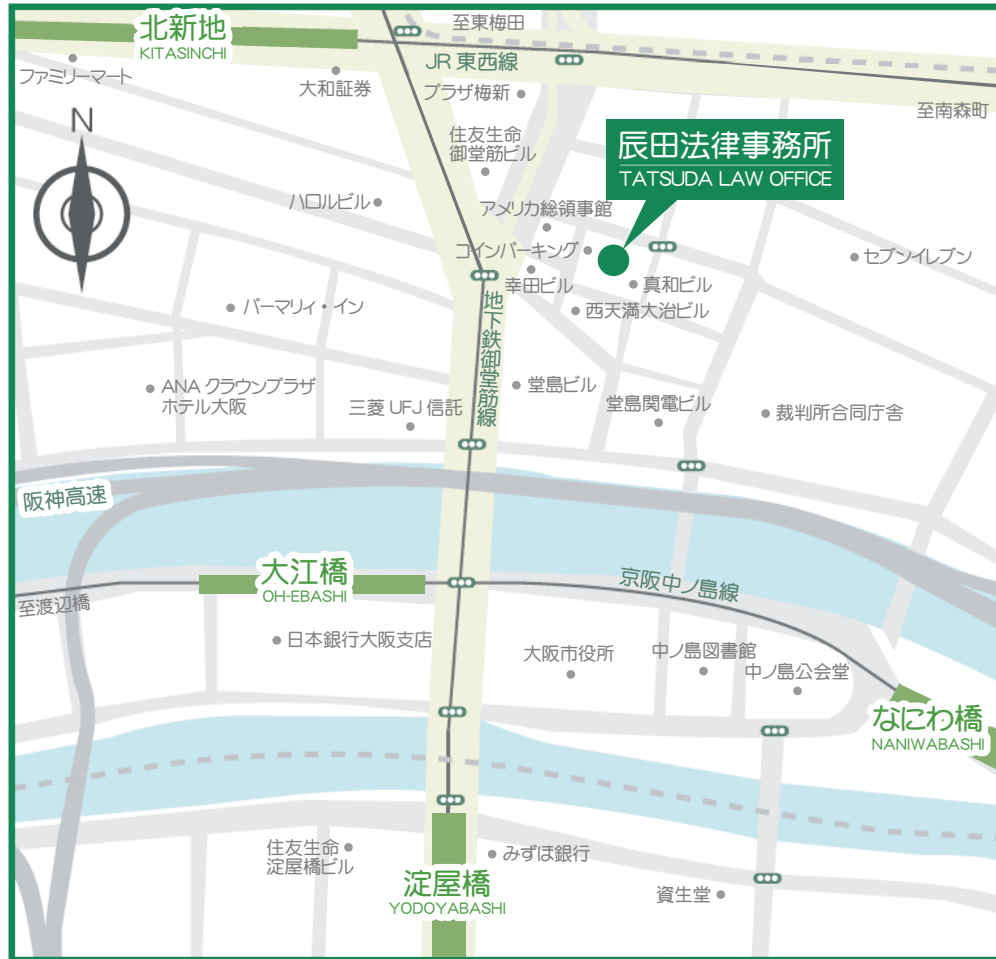 北新地
KITASINCHI
至東梅田
JR 東西線
ファミリーマート
大和証券
プラザ梅新
至南森町
N
住友生命
御堂筋ビル
辰田法律事務所
TATSUDA LAW OFFICE
ハロルビル
アメリカ総領事館
コインパーキング
セブンイレブン
幸田ビル
真和ビル
西天満大治ビル
パーマリィ・イン
地下鉄御堂筋線
ANA クラウンプラザ
ホテル大阪
三菱 UFJ 信託
堂島ビル
堂島関電ビル
裁判所合同庁舎
阪神高速
大江橋
OH-EBASHI
京阪中ノ島線
至渡辺橋
日本銀行大阪支店
大阪市役所
中ノ島図書館
中ノ島公会堂
なにわ橋
NANIWABASHI
住友生命
淀屋橋ビル
みずほ銀行
淀屋橋
YODOYABASHI
資生堂